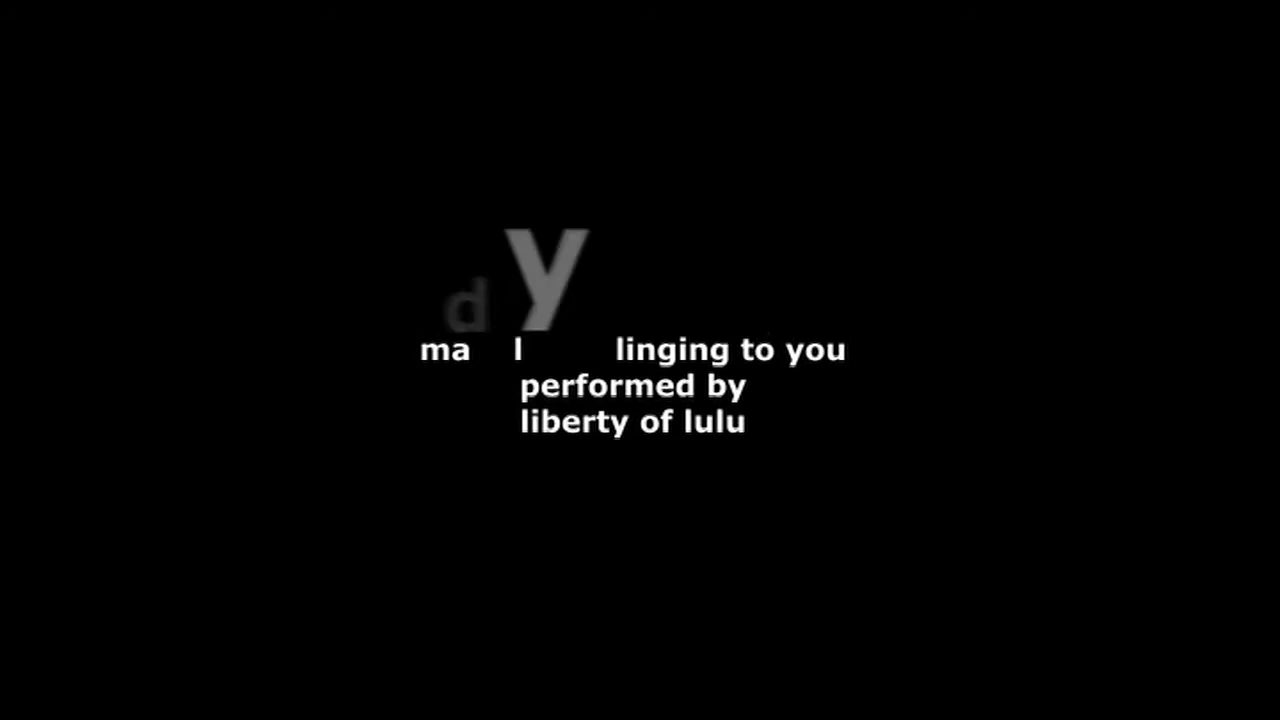 d y
ma l linging to you
performed by
liberty of lulu